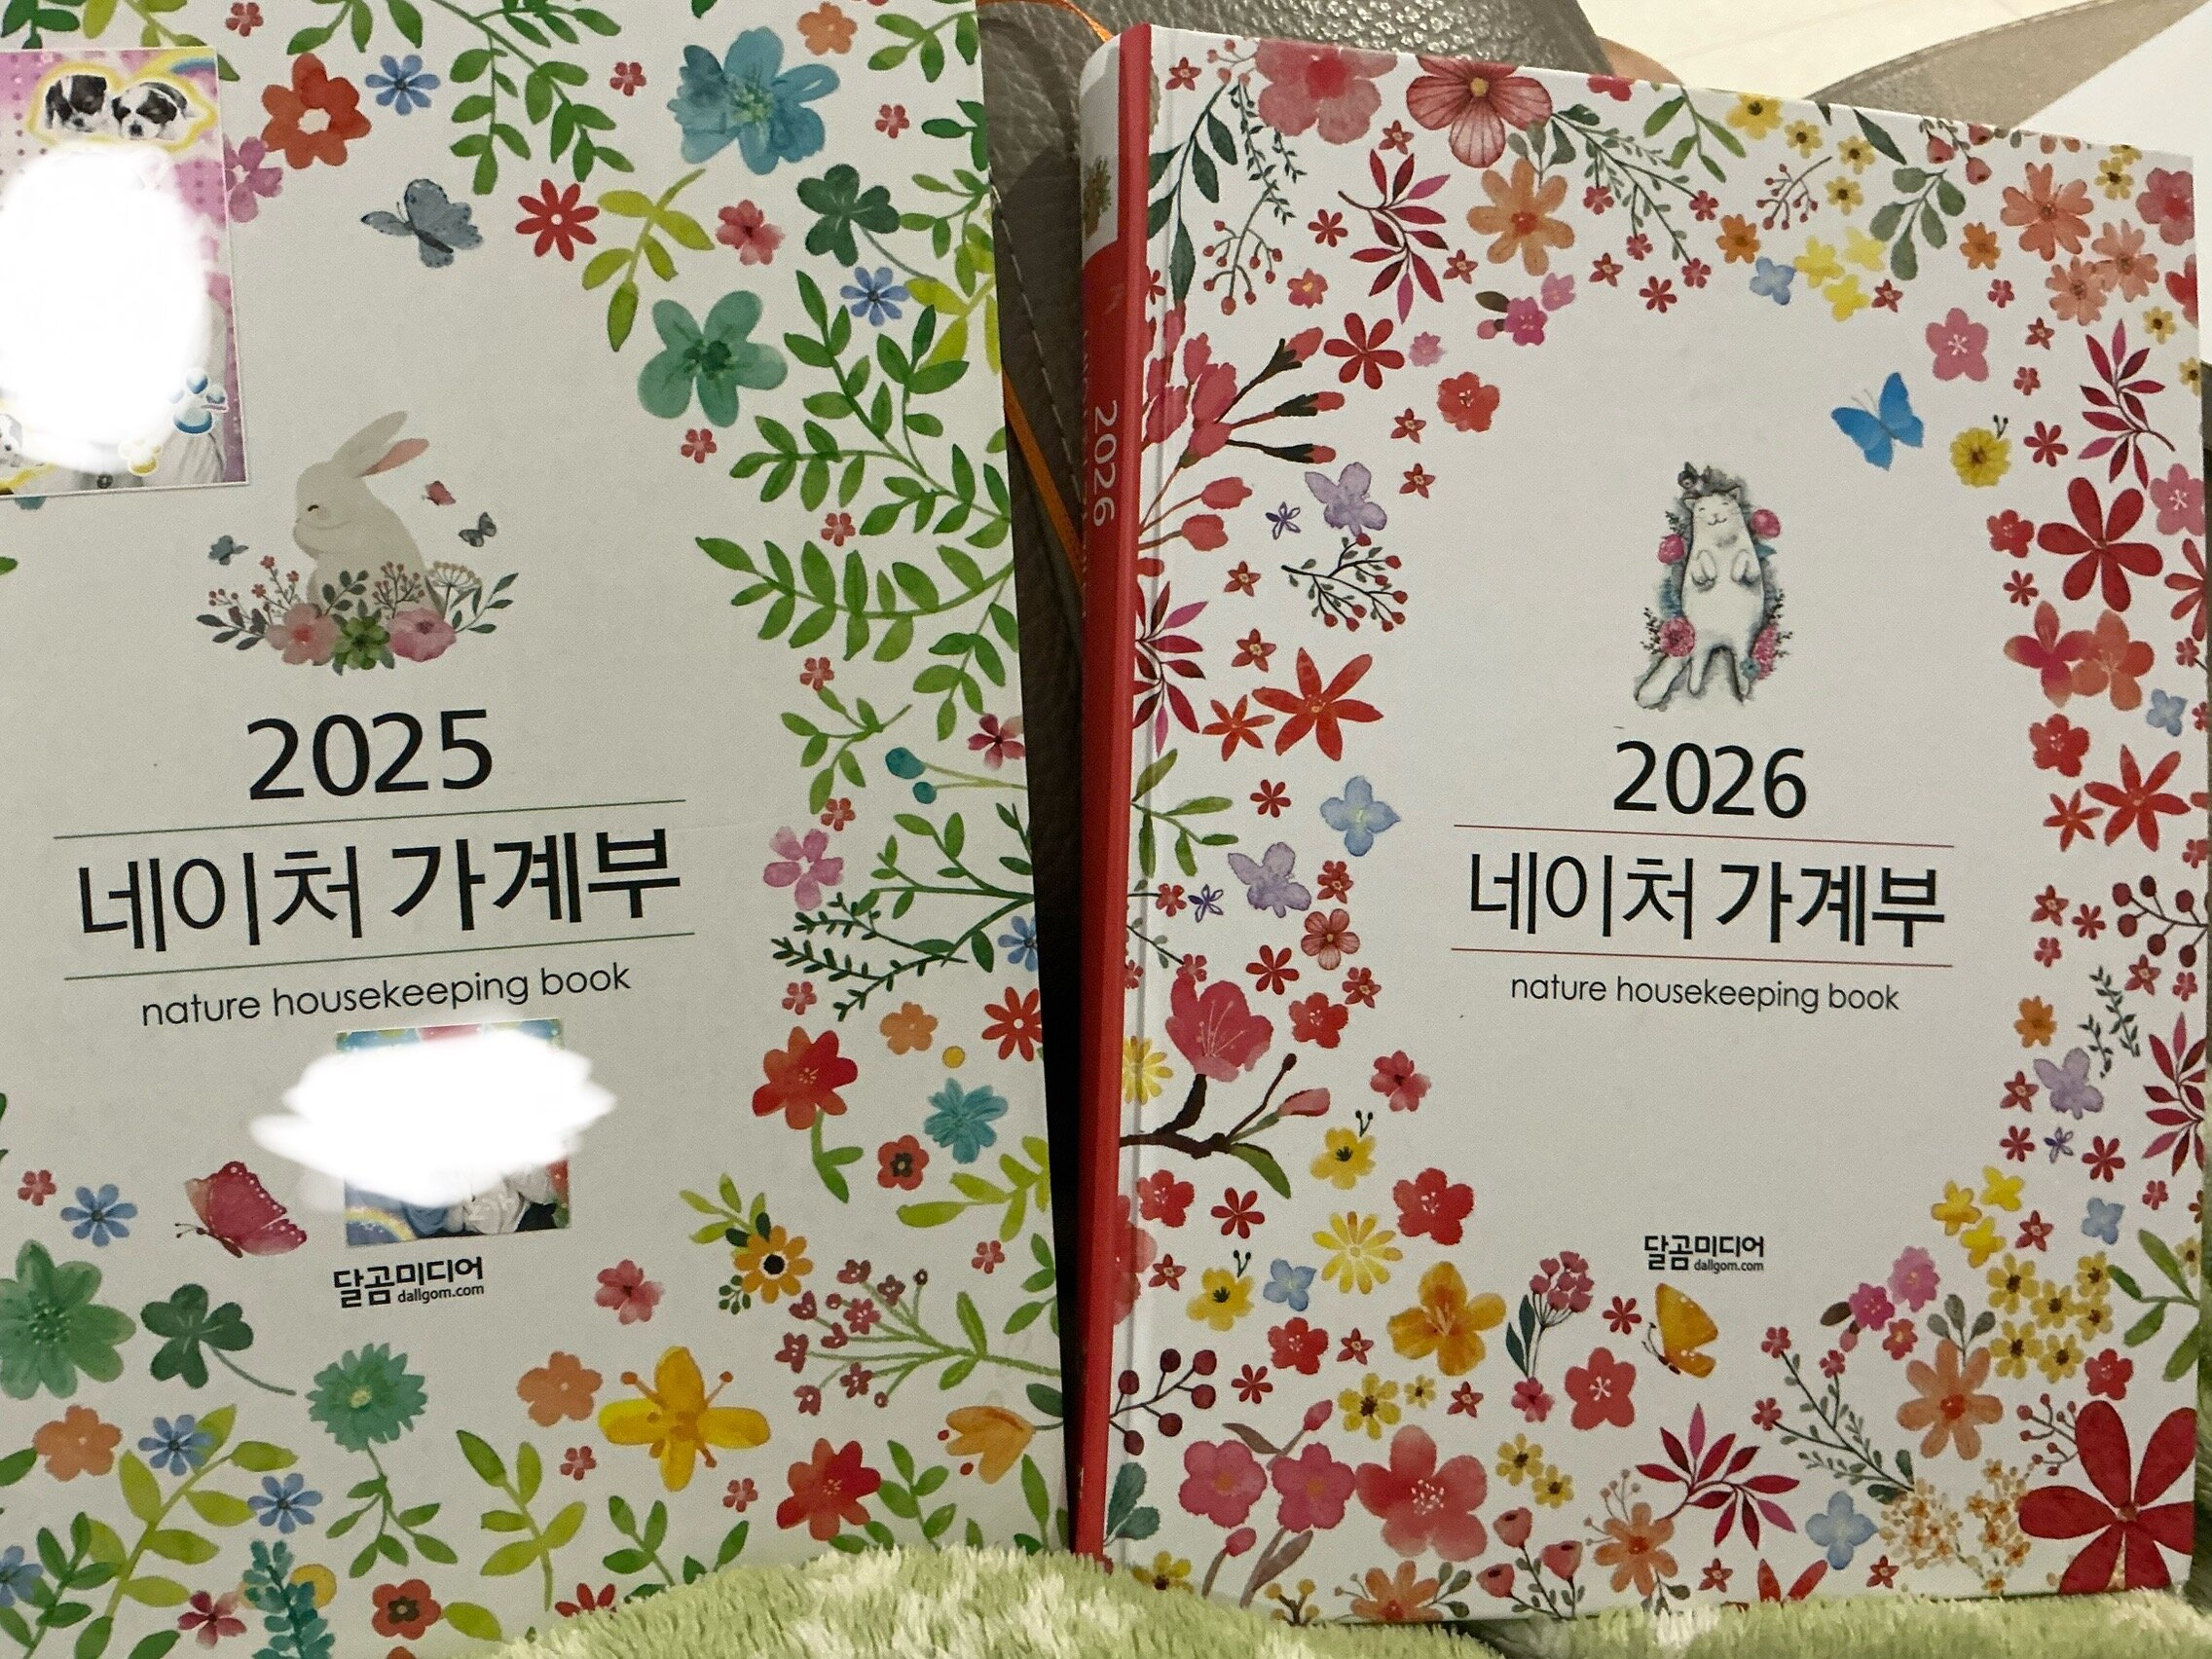 2025
네이처 가계부
nature housekeeping book
달곰미디어
dallgom.com
2026
2026
네이처 가계부
nature housekeeping book
달곰미디어
dallgom.com